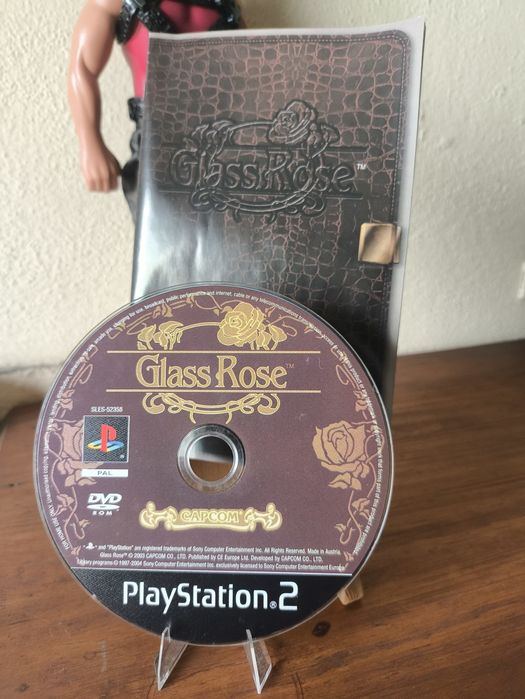 Glass Rose™
Glass Rose™
SLES-52358
PAL
DVD
ROM
CAPCOM®
and "PlayStation" are registered trademarks of Sony Computer Entertainment Inc. All Rights Reserved. Made in Austria
Glass Rose™ © 2003 CAPCOM CO., LTD. Published by CE Europe Ltd. Developed by CAPCOM CO., LTD.
Library programs © 1997-2004 Sony Computer Entertainment Inc. exclusively licensed to Sony Computer Entertainment Europe
PlayStation®2